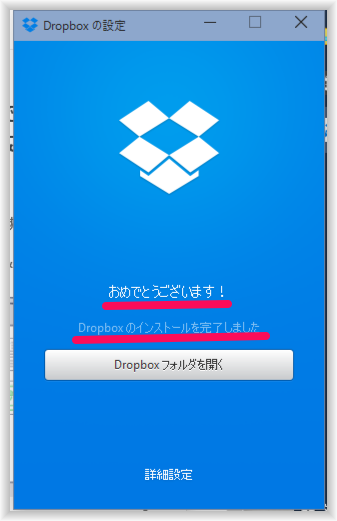 Dropbox の設定
おめでとうございます！
Dropbox のインストールを完了しました
Dropbox フォルダを開く
詳細設定